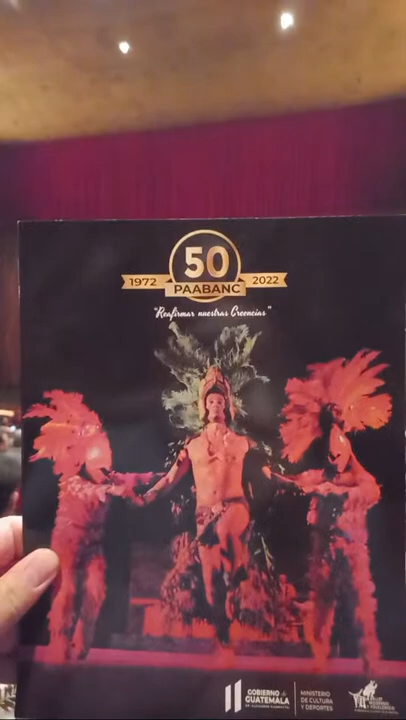 50
1972 PAABANC 2022
"Reafirmar nuestras Creencias"
GOBIERNO de
GUATEMALA
MINISTERIO
DE CULTURA
Y DEPORTES